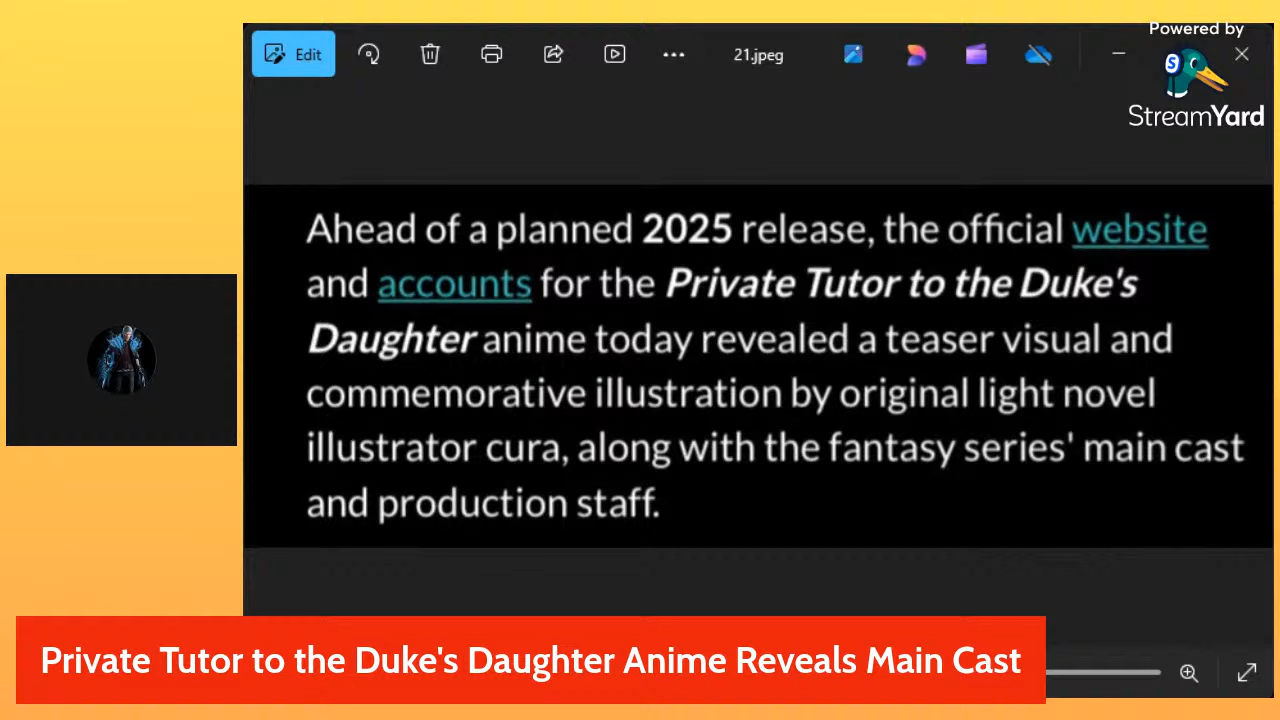 Powered by
StreamYard
Edit
21.jpeg
Ahead of a planned 2025 release, the official website
and accounts for the Private Tutor to the Duke's
Daughter anime today revealed a teaser visual and
commemorative illustration by original light novel
illustrator cura, along with the fantasy series' main cast
and production staff.
Private Tutor to the Duke's Daughter Anime Reveals Main Cast